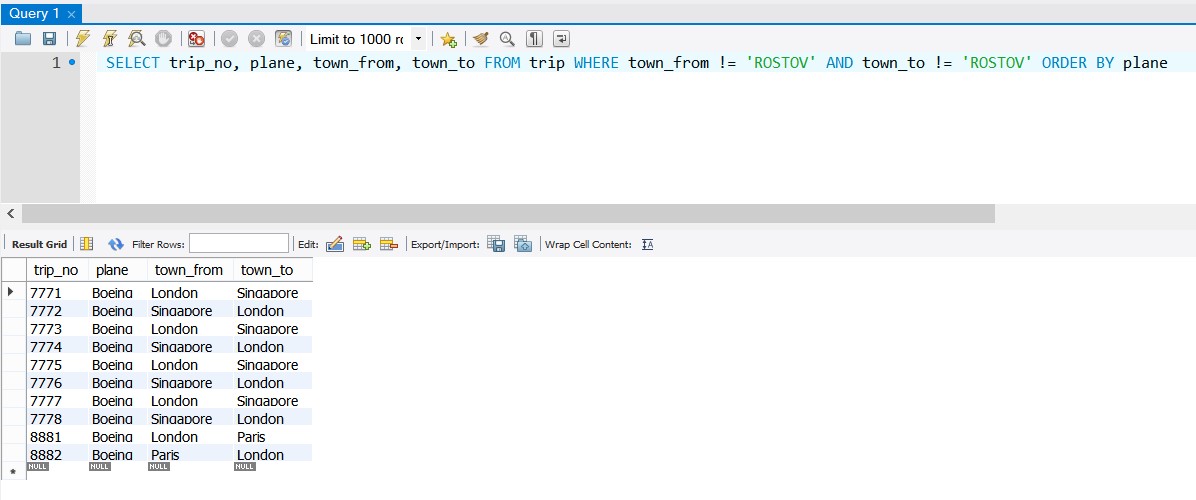 Query 1
Limit to 1000 rc
1 SELECT trip_no, plane, town_from, town_to FROM trip WHERE town_from != 'ROSTOV' AND town_to != 'ROSTOV' ORDER BY plane
Result Grid Filter Rows: Edit: Export/Import: Wrap Cell Content:
trip_no plane town_from town_to
7771 Boeing London Singapore
7772 Boeing Singapore London
7773 Boeing London Singapore
7774 Boeing Singapore London
7775 Boeing London Singapore
7776 Boeing Singapore London
7777 Boeing London Singapore
7778 Boeing Singapore London
8881 Boeing London Paris
8882 Boeing Paris London
NULL NULL NULL NULL